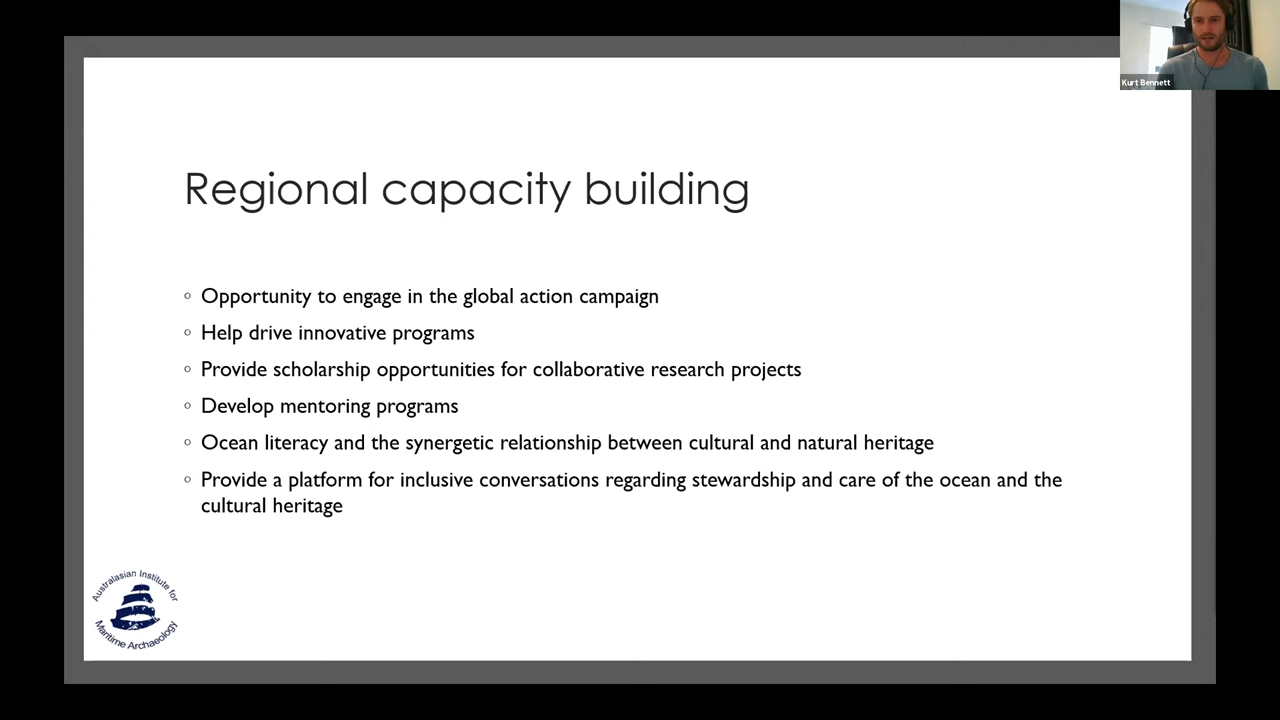 Kurt Bennett
Regional capacity building
◦ Opportunity to engage in the global action campaign
◦ Help drive innovative programs
◦ Provide scholarship opportunities for collaborative research projects
◦ Develop mentoring programs
◦ Ocean literacy and the synergetic relationship between cultural and natural heritage
◦ Provide a platform for inclusive conversations regarding stewardship and care of the ocean and the
cultural heritage
Australasian Institute for
Maritime Archaeology